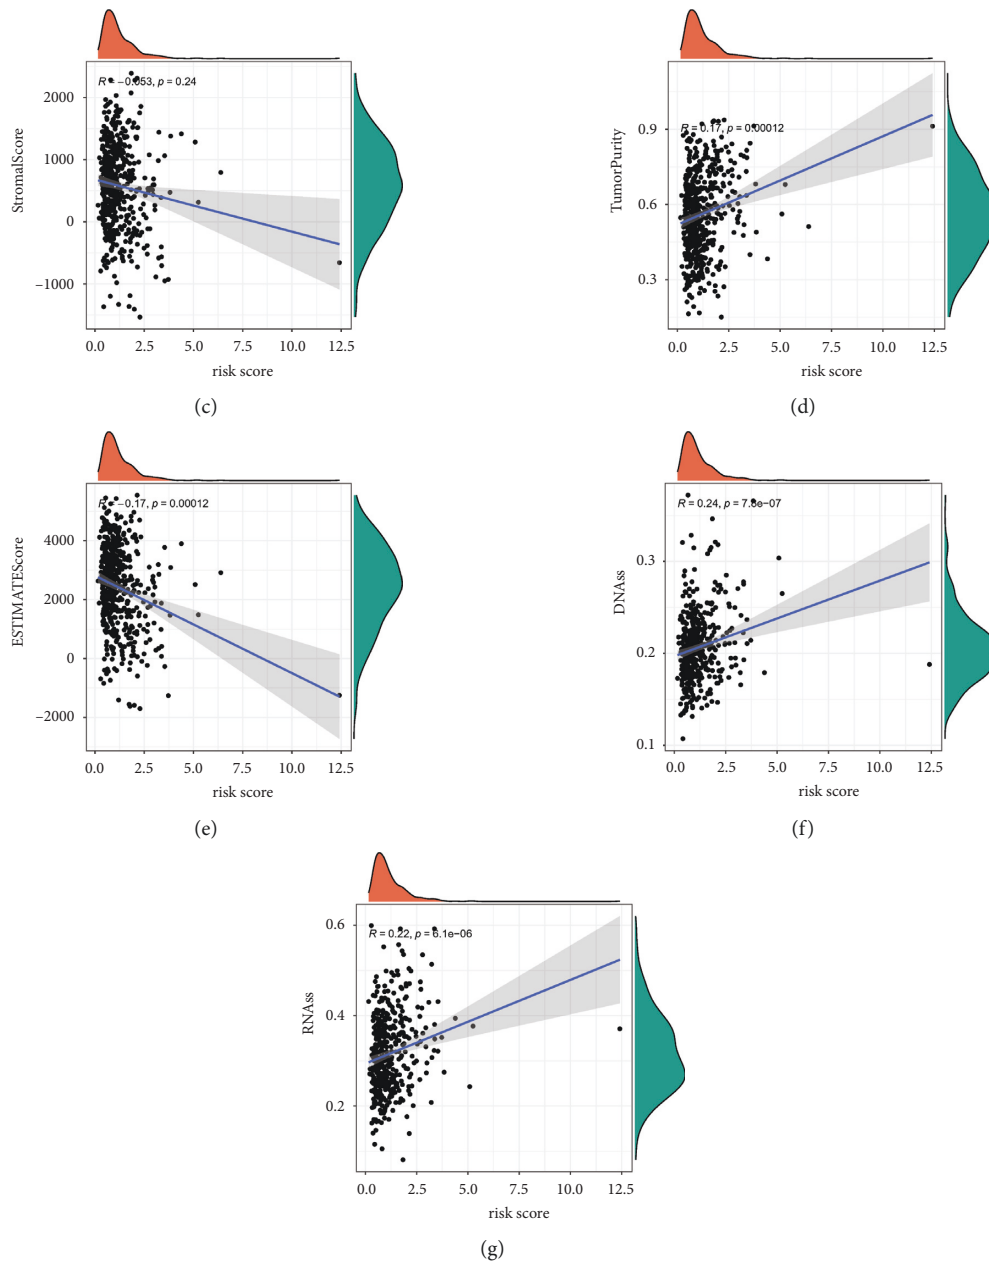 R = −0.053, p = 0.24
StromalScore
2000
1000
0
−1000
0.0 2.5 5.0 7.5 10.0 12.5
risk score
(c)
R = 0.17, p = 0.00012
TumorPurity
0.9
0.6
0.3
0.0 2.5 5.0 7.5 10.0 12.5
risk score
(d)
R = −0.17, p = 0.00012
ESTIMATEScore
4000
2000
0
−2000
0.0 2.5 5.0 7.5 10.0 12.5
risk score
(e)
R = 0.24, p = 7.8e−07
DNAss
0.3
0.2
0.1
0.0 2.5 5.0 7.5 10.0 12.5
risk score
(f)
R = 0.22, p = 6.1e−06
RNAss
0.6
0.4
0.2
0.0 2.5 5.0 7.5 10.0 12.5
risk score
(g)